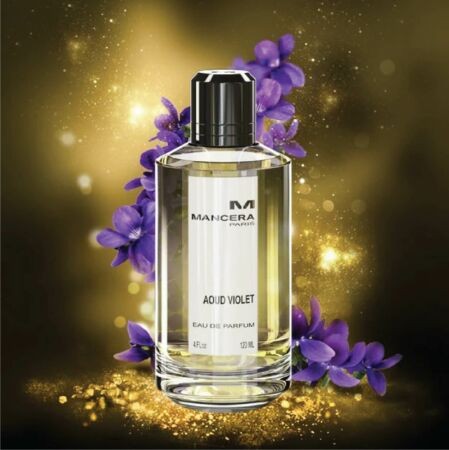 M
MANCERA
PARIS
AOUD VIOLET
EAU DE PARFUM
4 Fl.oz 120 ML